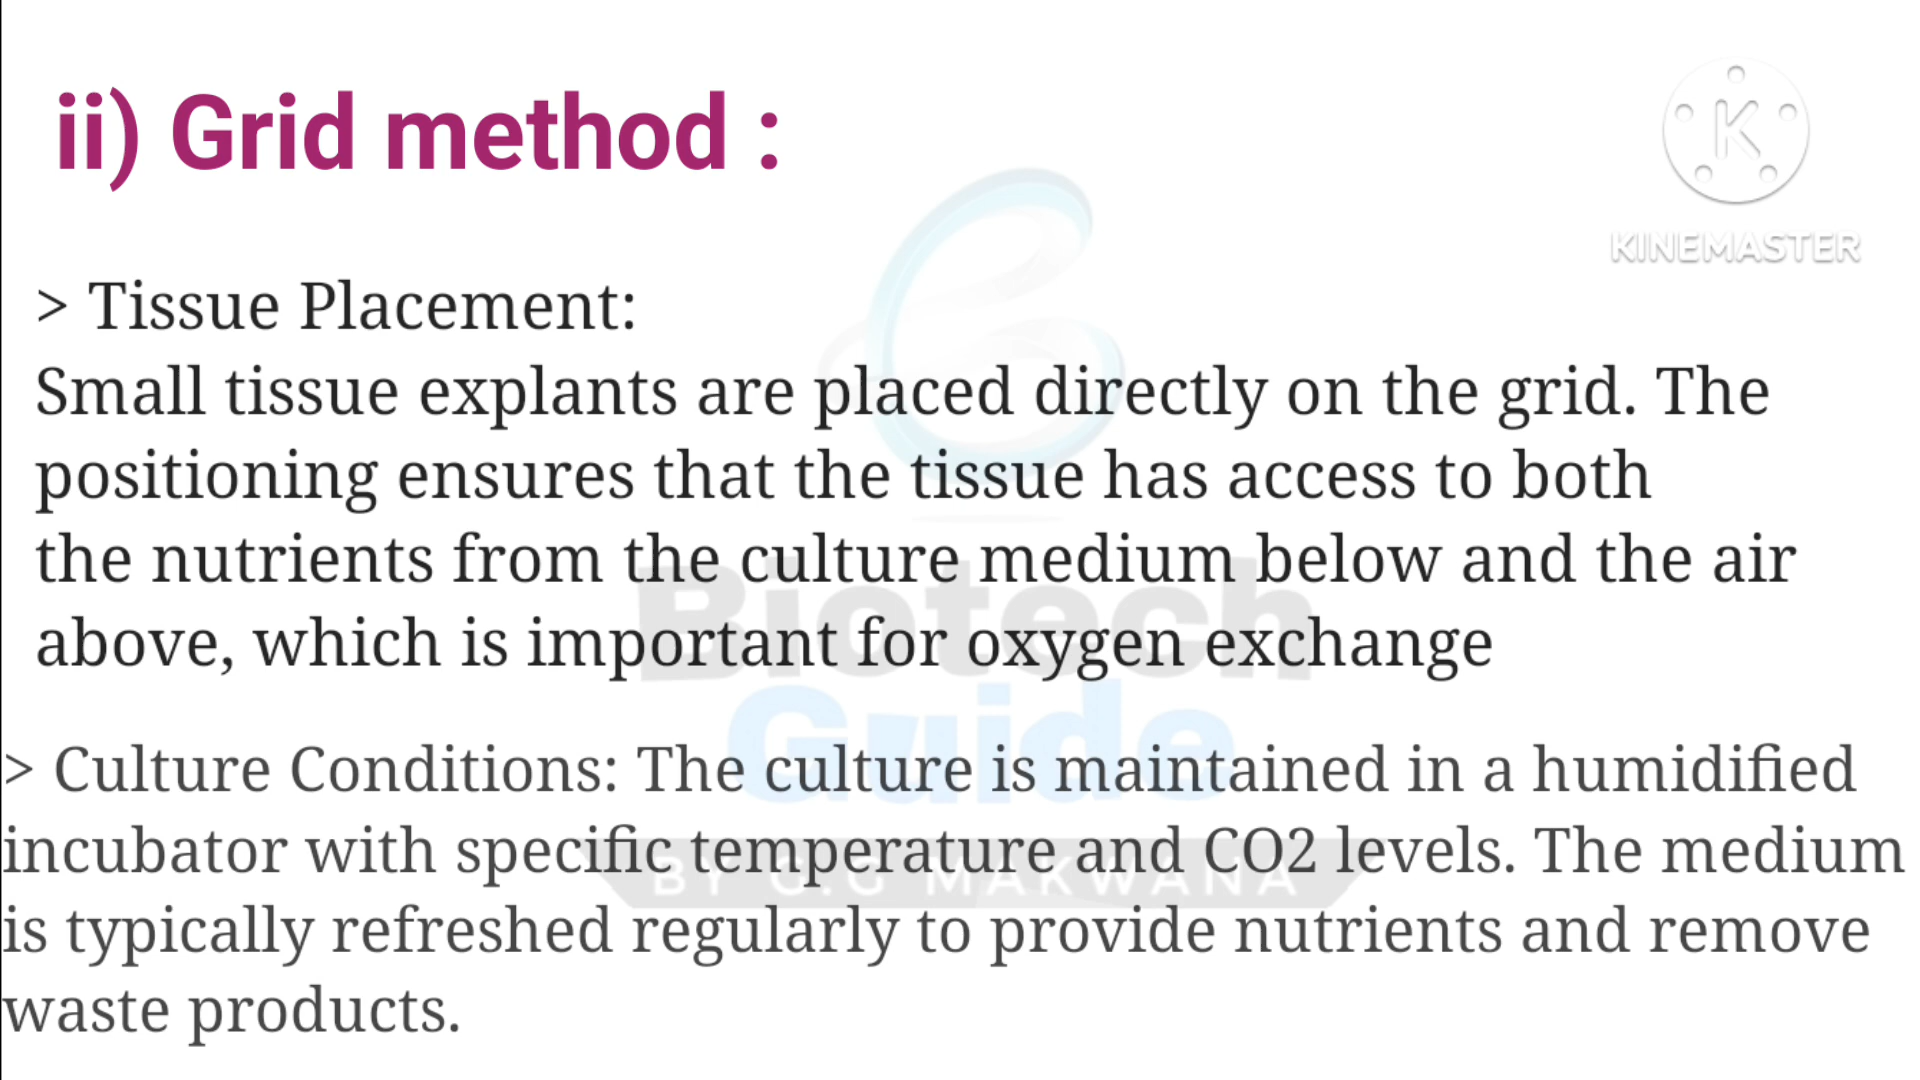 ii) Grid method :
K
KINEMASTER
> Tissue Placement:
Small tissue explants are placed directly on the grid. The
positioning ensures that the tissue has access to both
the nutrients from the culture medium below and the air
above, which is important for oxygen exchange
Biotech
Guide
BY G.G MAKWANA
> Culture Conditions: The culture is maintained in a humidified
incubator with specific temperature and CO2 levels. The medium
is typically refreshed regularly to provide nutrients and remove
waste products.